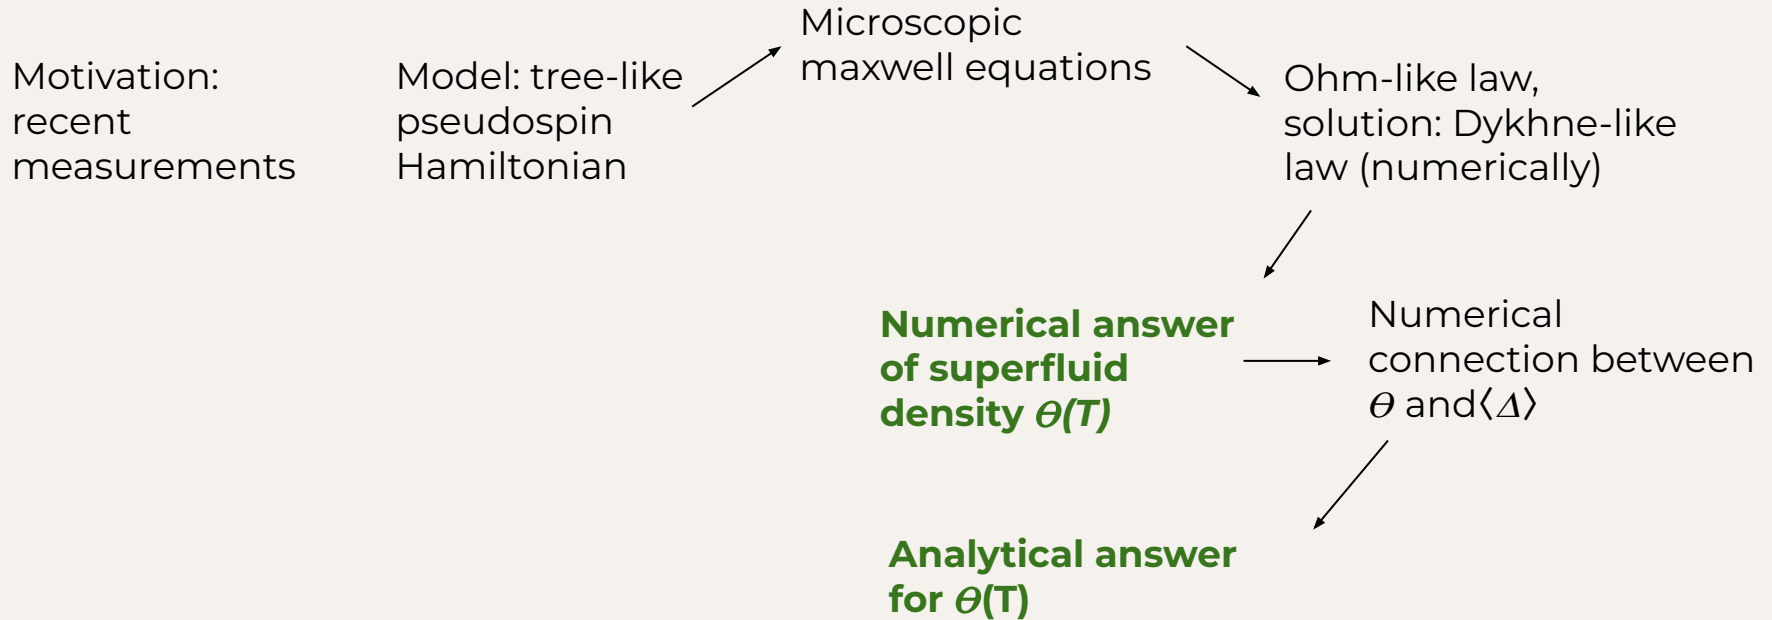 Motivation:
recent
measurements
Model: tree-like
pseudospin
Hamiltonian
Microscopic
maxwell equations
Ohm-like law,
solution: Dykhne-like
law (numerically)
Numerical answer
of superfluid
density Θ(T)
Numerical
connection between
Θ and⟨Δ⟩
Analytical answer
for Θ(T)